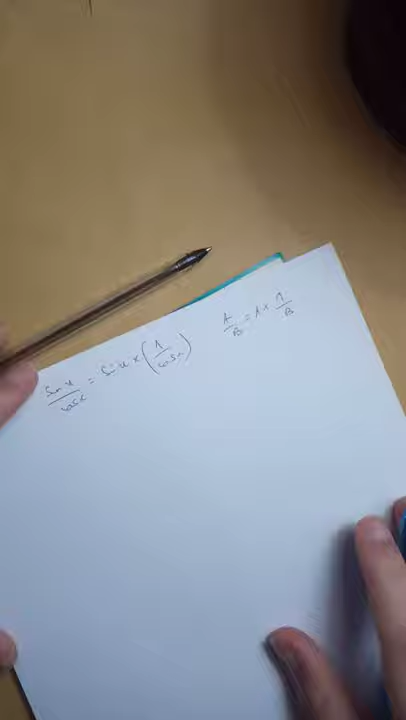 sin x / cos x = sin x × ( 1 / cos x )
A / B = A × 1 / B